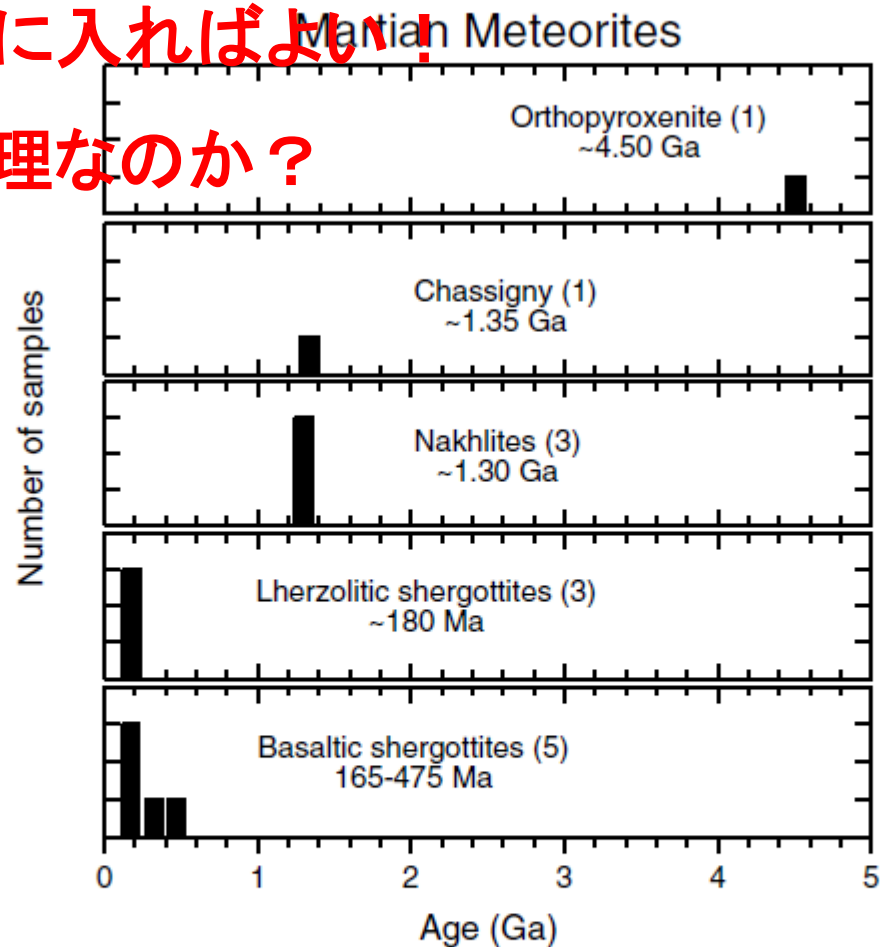 に入ればよい！
Martian Meteorites
理なのか？
Orthopyroxenite (1)
~4.50 Ga
Chassigny (1)
~1.35 Ga
Nakhlites (3)
~1.30 Ga
Lherzolitic shergottites (3)
~180 Ma
Basaltic shergottites (5)
165-475 Ma
Number of samples
0 1 2 3 4 5
Age (Ga)